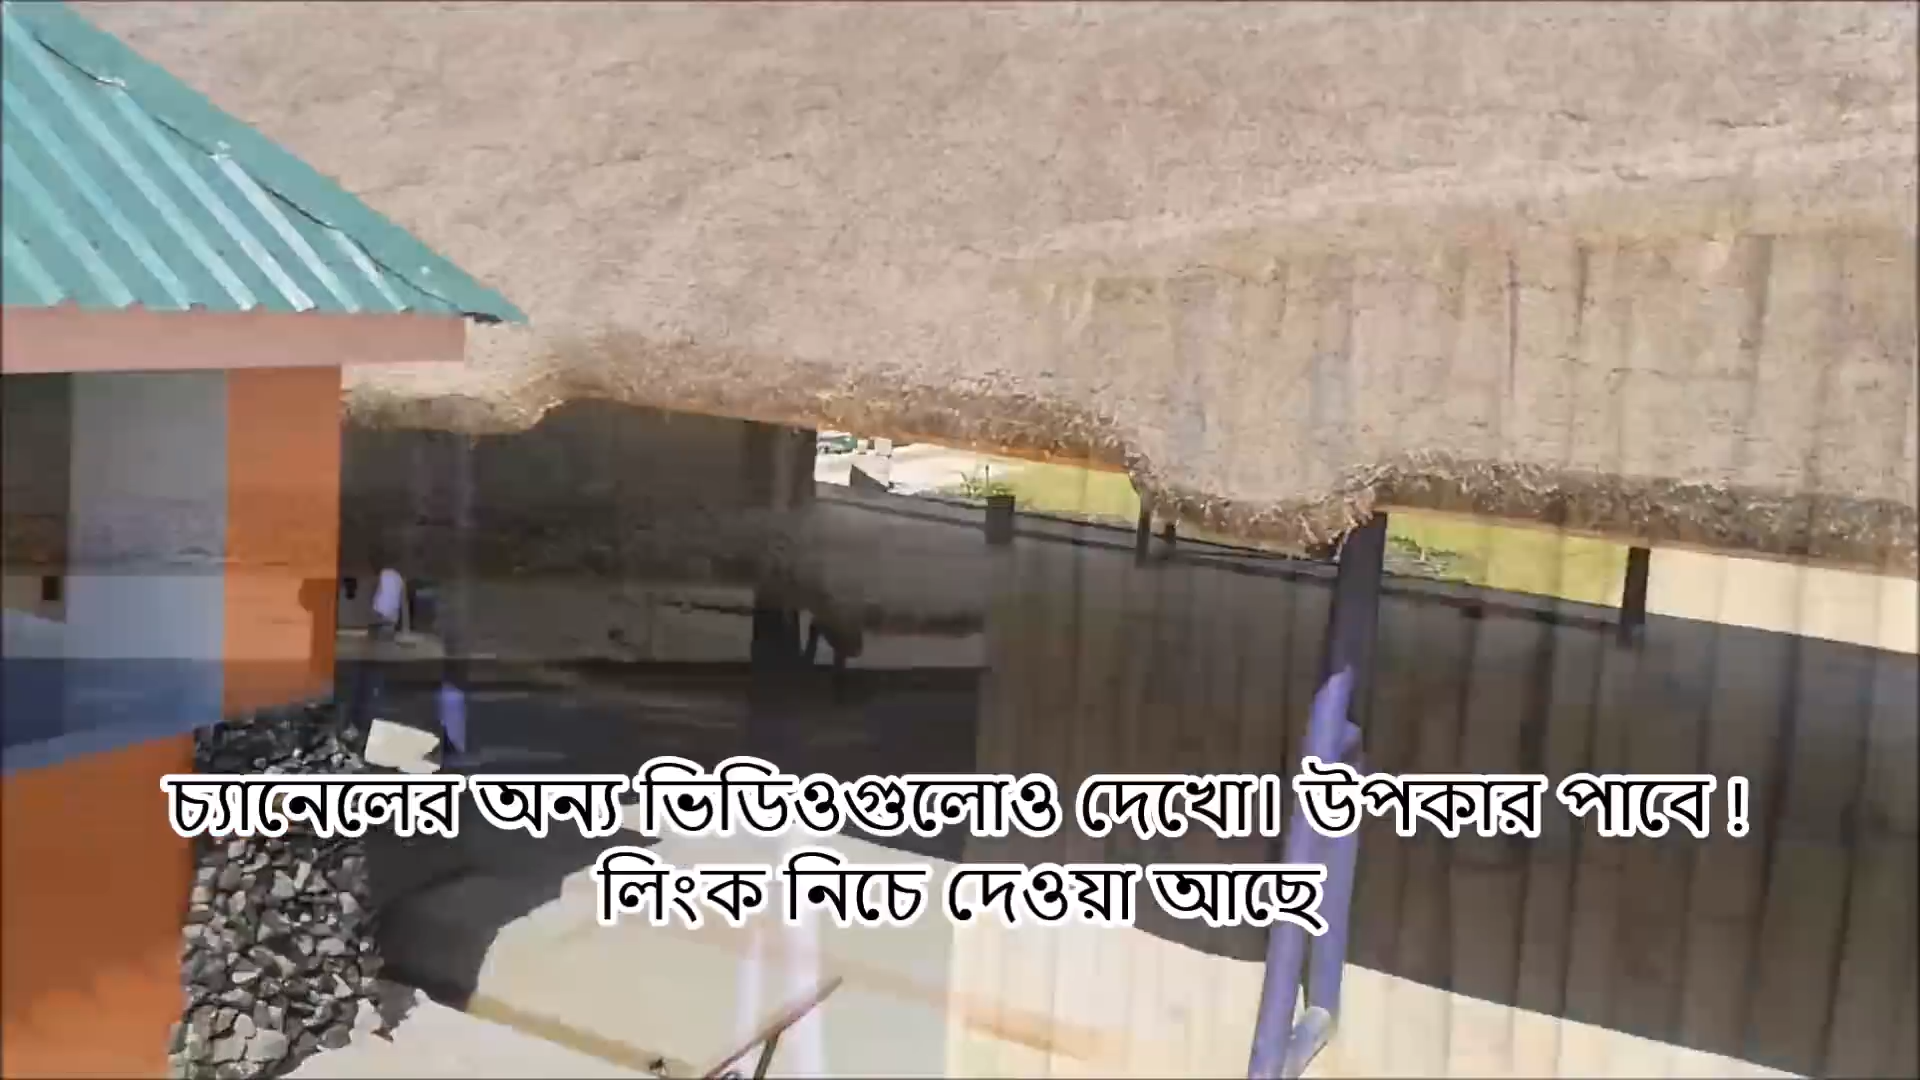 চ্যানেলের অন্য ভিডিওগুলোও দেখো। উপকার পাবে !
লিংক নিচে দেওয়া আছে